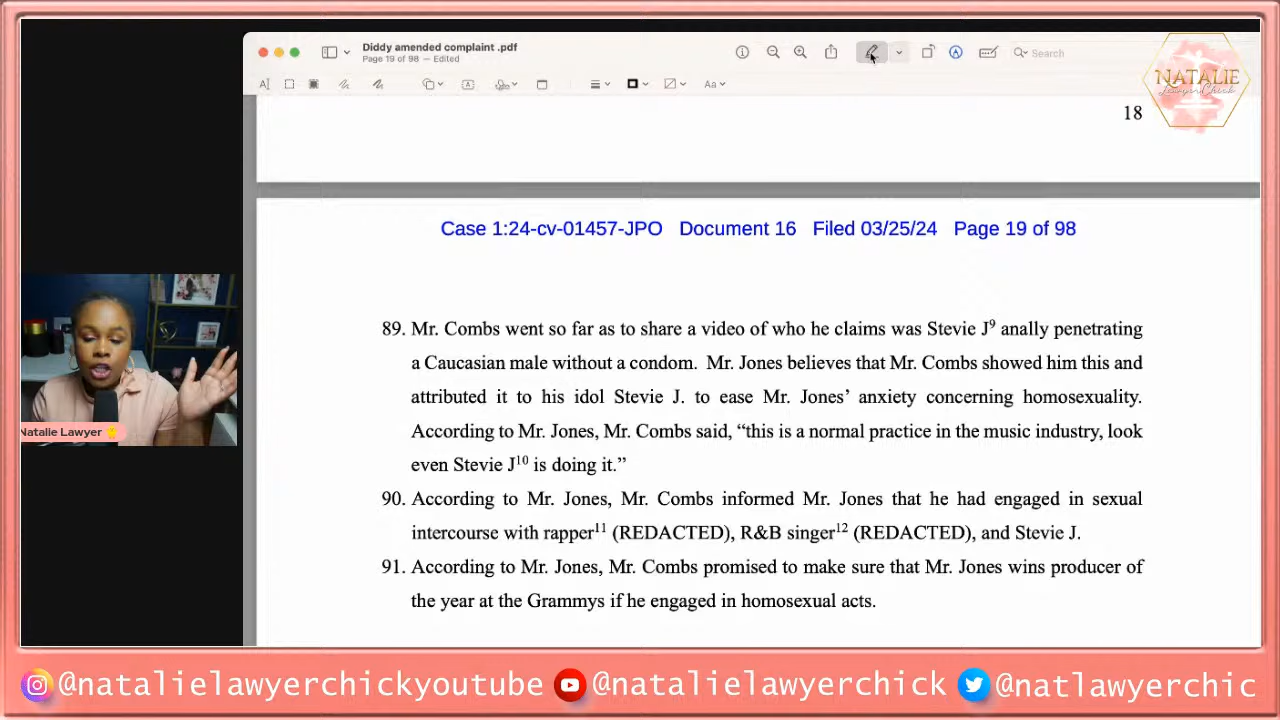 Diddy amended complaint .pdf
Page 19 of 98 – Edited
Search
NATALIE
LawyerChick
18
Case 1:24-cv-01457-JPO Document 16 Filed 03/25/24 Page 19 of 98
89. Mr. Combs went so far as to share a video of who he claims was Stevie J⁹ anally penetrating
a Caucasian male without a condom. Mr. Jones believes that Mr. Combs showed him this and
attributed it to his idol Stevie J. to ease Mr. Jones’ anxiety concerning homosexuality.
According to Mr. Jones, Mr. Combs said, “this is a normal practice in the music industry, look
even Stevie J¹⁰ is doing it.”
90. According to Mr. Jones, Mr. Combs informed Mr. Jones that he had engaged in sexual
intercourse with rapper¹¹ (REDACTED), R&B singer¹² (REDACTED), and Stevie J.
91. According to Mr. Jones, Mr. Combs promised to make sure that Mr. Jones wins producer of
the year at the Grammys if he engaged in homosexual acts.
Natalie Lawyer
@natalielawyerchickyoutube @natalielawyerchick @natlawyerchic